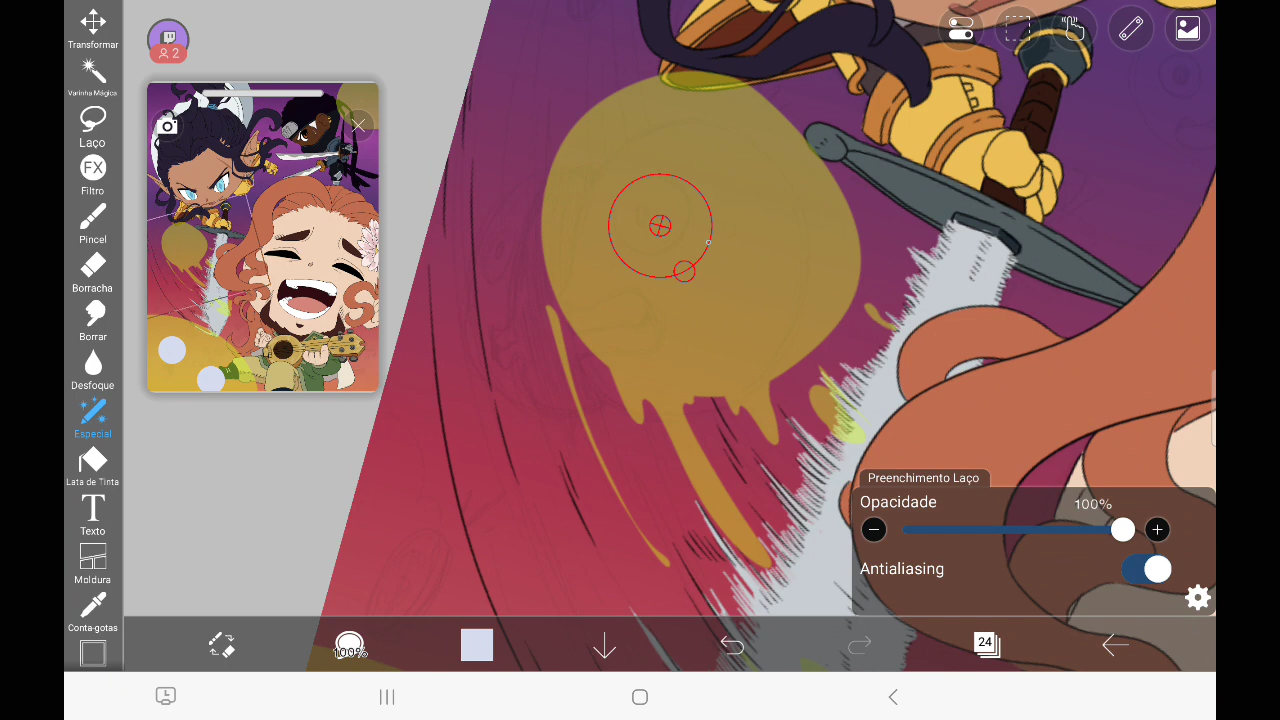 Transformar
Varinha Mágica
Laço
FX
Filtro
Pincel
Borracha
Borrar
Desfoque
Especial
Lata de Tinta
T
Texto
Moldura
Conta-gotas
2
Preenchimento Laço
Opacidade
100%
Antialiasing
100%
24